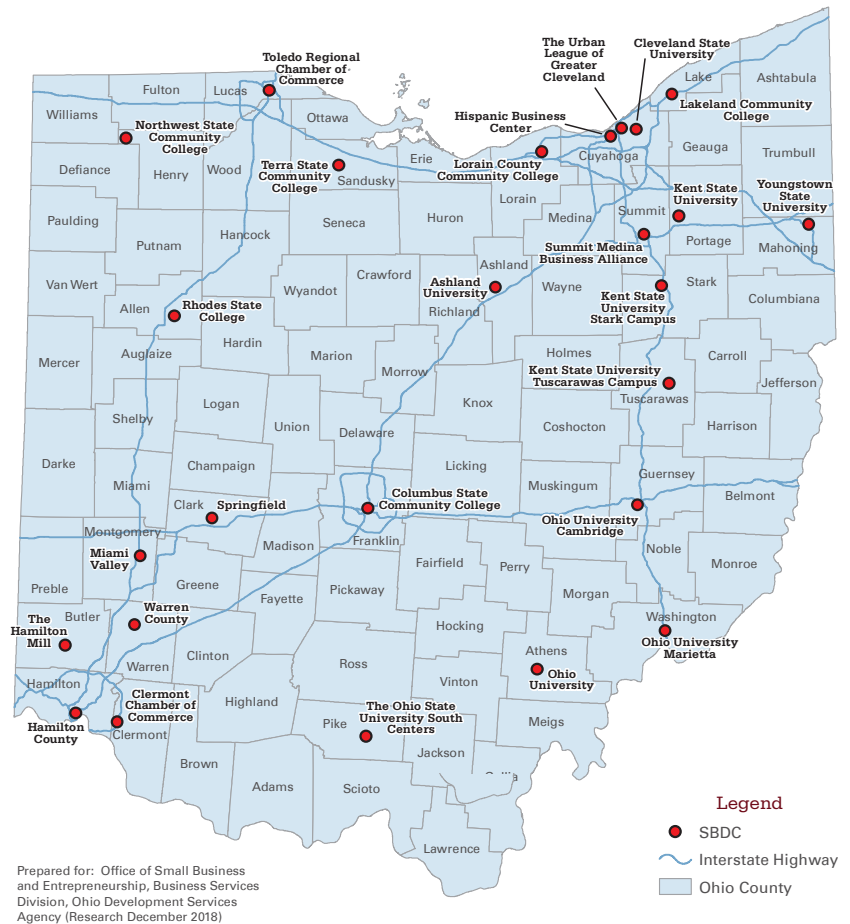 The Urban
League of
Greater
Cleveland
Cleveland State
University
Toledo Regional
Chamber of
Commerce
Lake
Ashtabula
Fulton
Lucas
Lakeland Community
College
Williams
Ottawa
Hispanic Business
Center
Northwest State
Community
College
Geauga
Trumbull
Cuyahoga
Erie
Lorain County
Community College
Terra State
Community
College
Sandusky
Defiance
Henry
Wood
Youngstown
State
University
Kent State
University
Lorain
Paulding
Seneca
Huron
Medina
Summit
Hancock
Portage
Putnam
Summit Medina
Business Alliance
Mahoning
Ashland
Van Wert
Crawford
Wyandot
Ashland
University
Wayne
Stark
Columbiana
Allen
Rhodes State
College
Richland
Kent State
University
Stark Campus
Hardin
Auglaize
Marion
Holmes
Carroll
Mercer
Morrow
Kent State University
Tuscarawas Campus
Jefferson
Tuscarawas
Logan
Knox
Shelby
Union
Delaware
Coshocton
Harrison
Darke
Champaign
Licking
Miami
Muskingum
Guernsey
Belmont
Clark
Springfield
Columbus State
Community College
Ohio University
Cambridge
Montgomery
Franklin
Madison
Miami
Valley
Noble
Fairfield
Perry
Monroe
Preble
Greene
Pickaway
Morgan
Fayette
Butler
Warren
County
Washington
The
Hamilton
Mill
Hocking
Ohio University
Marietta
Athens
Clinton
Warren
Ross
Ohio
University
Hamilton
Vinton
Clermont
Chamber of
Commerce
Highland
The Ohio State
University South
Centers
Pike
Meigs
Hamilton
County
Clermont
Jackson
Brown
Adams
Scioto
Lawrence
Legend
SBDC
Interstate Highway
Ohio County
Prepared for: Office of Small Business
and Entrepreneurship, Business Services
Division, Ohio Development Services
Agency (Research December 2018)